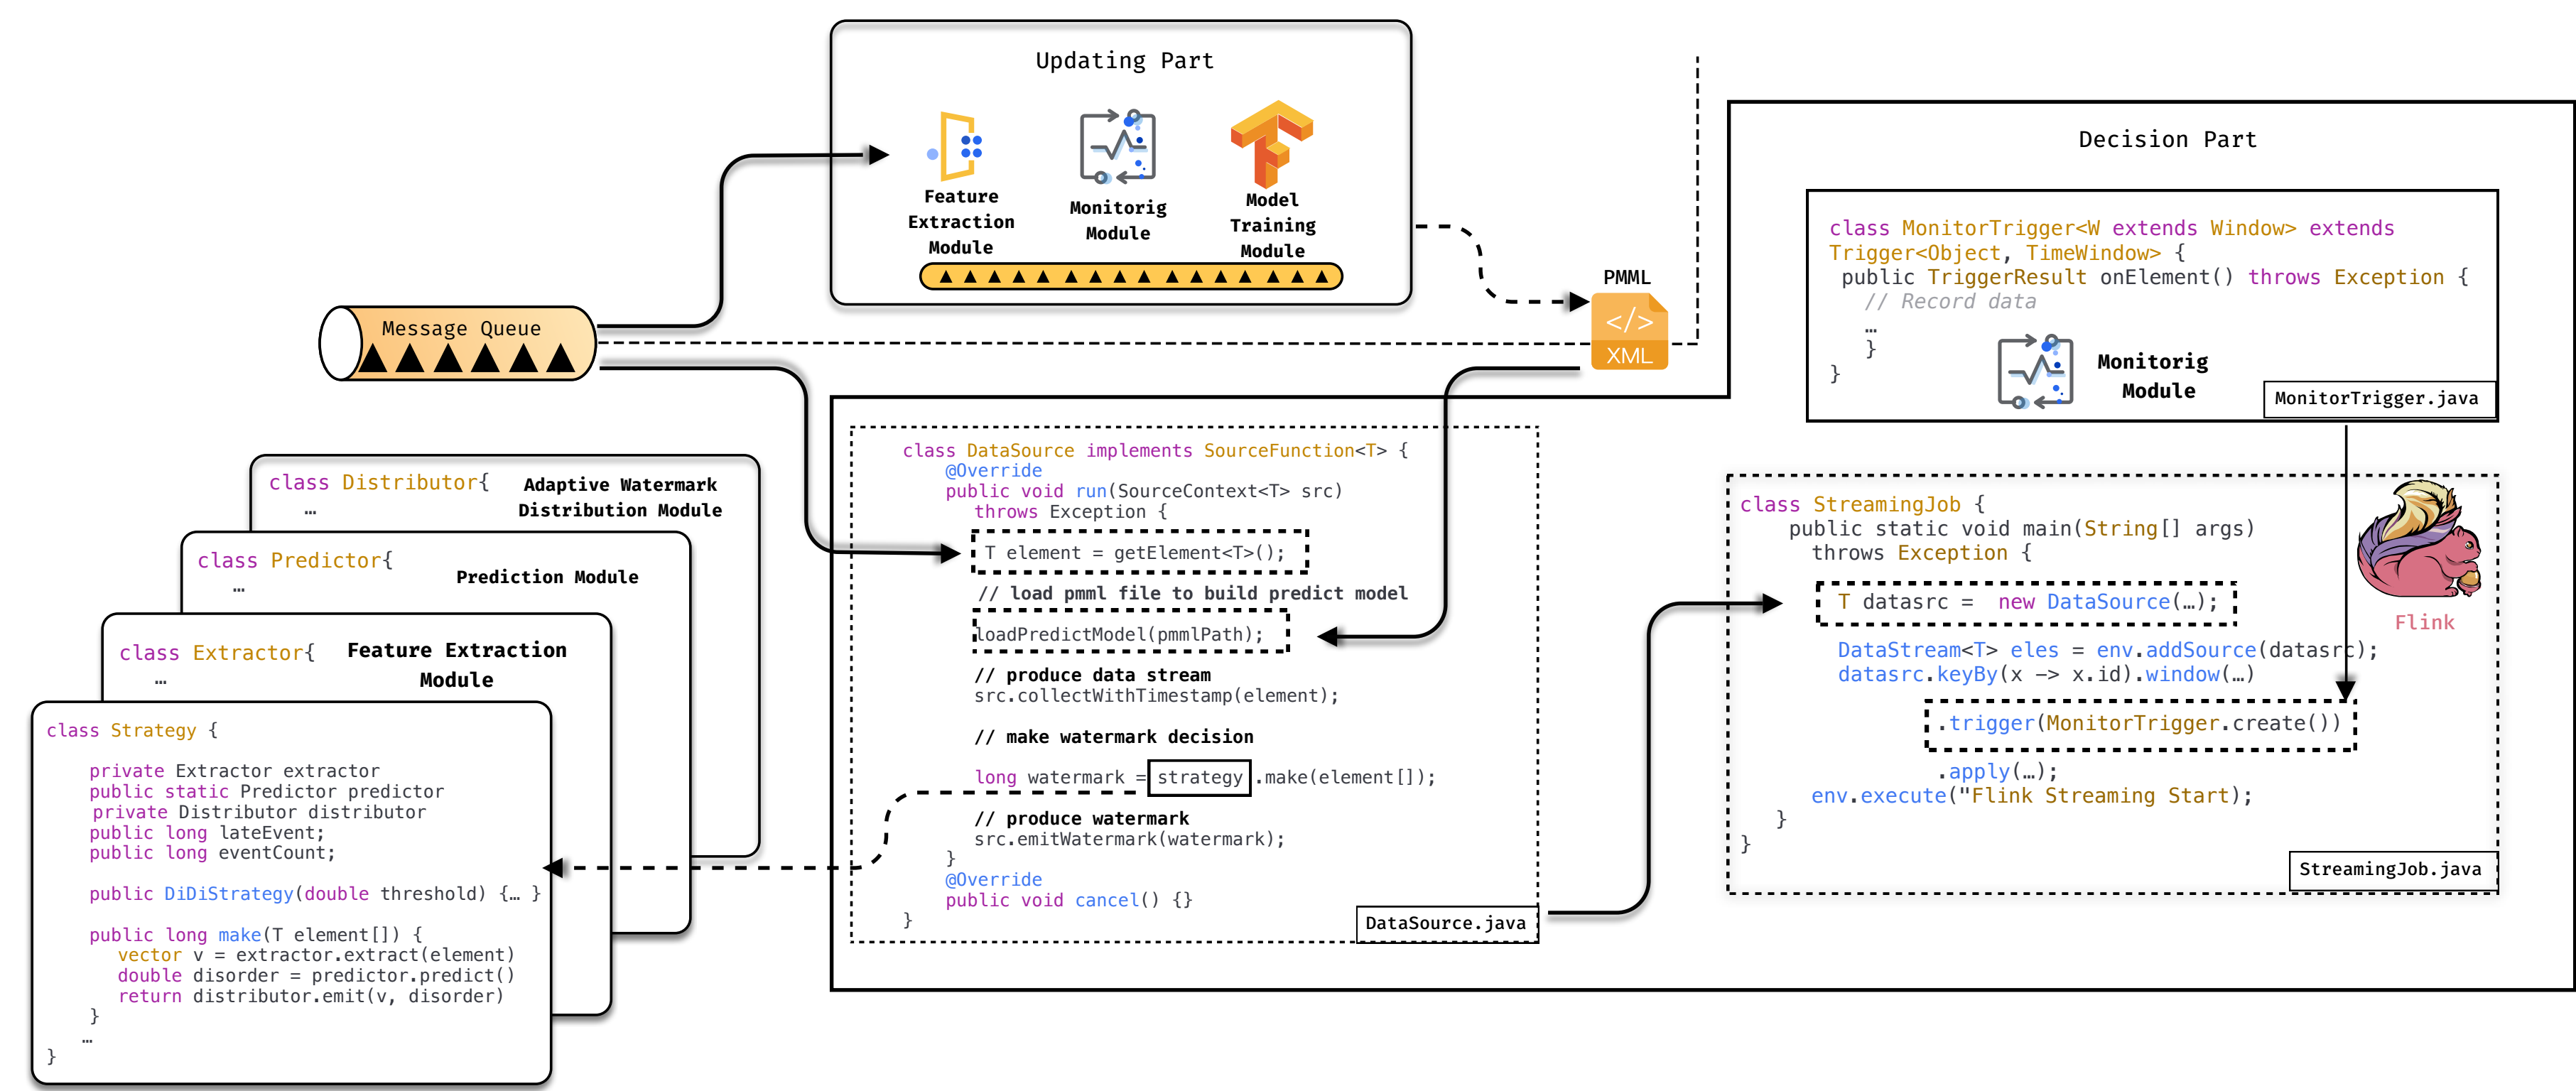 Updating Part
Feature
Extraction
Module
Monitorig
Module
Model
Training
Module
Message Queue
PMML
</>
XML
Decision Part
class MonitorTrigger<W extends Window> extends
Trigger<Object, TimeWindow> {
public TriggerResult onElement() throws Exception {
// Record data
…
}
}
Monitorig
Module
MonitorTrigger.java
class Distributor{
…
Adaptive Watermark
Distribution Module
class Predictor{
…
Prediction Module
class Extractor{
…
Feature Extraction
Module
class Strategy {
private Extractor extractor
public static Predictor predictor
private Distributor distributor
public long lateEvent;
public long eventCount;
public DiDiStrategy(double threshold) {… }
public long make(T element[]) {
vector v = extractor.extract(element)
double disorder = predictor.predict()
return distributor.emit(v, disorder)
}
…
}
class DataSource implements SourceFunction<T> {
@Override
public void run(SourceContext<T> src)
throws Exception {
T element = getElement<T>();
// load pmml file to build predict model
loadPredictModel(pmmlPath);
// produce data stream
src.collectWithTimestamp(element);
// make watermark decision
long watermark = strategy .make(element[]);
// produce watermark
src.emitWatermark(watermark);
}
@Override
public void cancel() {}
}
DataSource.java
class StreamingJob {
public static void main(String[] args)
throws Exception {
T datasrc = new DataSource(…);
DataStream<T> eles = env.addSource(datasrc);
datasrc.keyBy(x -> x.id).window(…)
.trigger(MonitorTrigger.create())
.apply(…);
env.execute("Flink Streaming Start);
}
}
Flink
StreamingJob.java